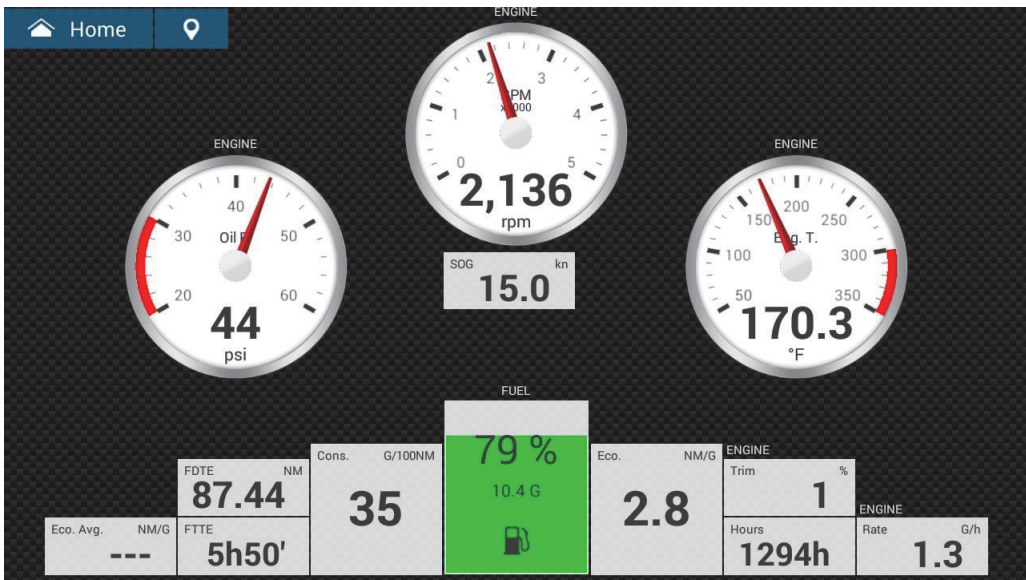 Home
ENGINE
0 1 2 3 4 5
RPM
x1000
2,136
rpm
ENGINE
20 30 40 50 60
44
psi
ENGINE
50 100 150 200 250 300 350
Eng. T.
170.3
°F
SOG kn
15.0
FUEL
79 %
10.4 G
Eco. Avg. NM/G
---
FDTE NM
87.44
FTTE
5h50'
Cons. G/100NM
35
Eco. NM/G
2.8
ENGINE
Trim %
1
Hours
1294h
ENGINE
Rate G/h
1.3